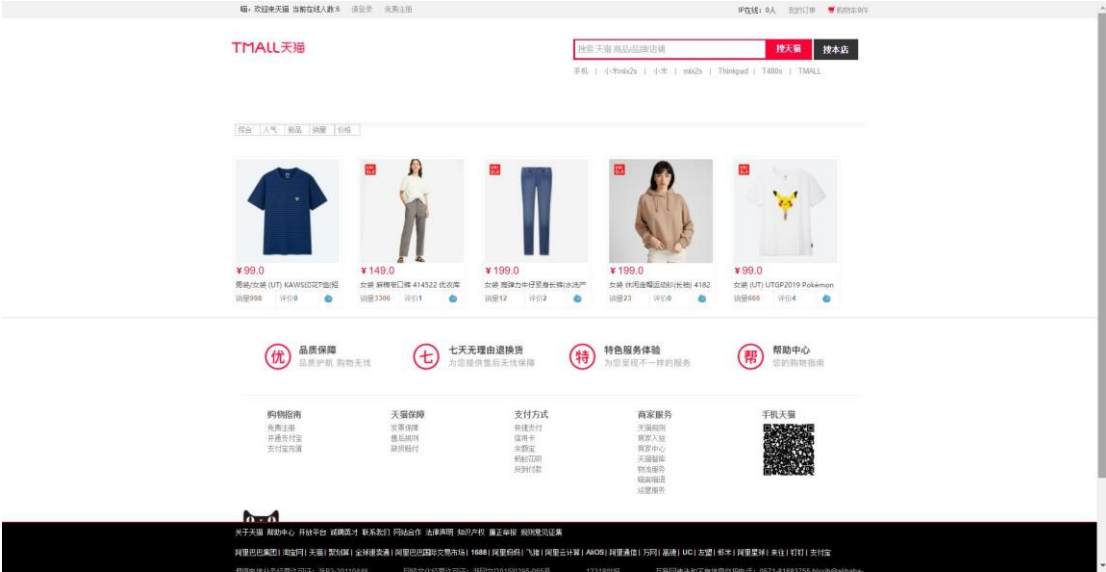 喵，欢迎来天猫 当前在线人数:6 请登录 免费注册 IP在线：0人 我的订单 购物车0件
TMALL天猫
搜索 天猫 商品/品牌/店铺 搜天猫 搜本店
手机 | 小米mix2s | 小米 | mix2s | Thinkpad | T480s | TMALL
综合 人气 新品 销量 价格
¥99.0 ¥149.0 ¥199.0 ¥199.0 ¥99.0
男装/女装 (UT) KAWS印花T恤(短 女装 麻棉窄口裤 414522 优衣库 女装 高弹力牛仔紧身长裤(水洗产 女装 休闲连帽运动衫(长袖) 4182 女装 (UT) UTGP2019 Pokémon
销量998 评价0 销量3306 评价1 销量12 评价2 销量23 评价0 销量666 评价4
优 品质保障 七 七天无理由退换货 特 特色服务体验 帮 帮助中心
品质护航 购物无忧 为您提供售后无忧保障 为您呈现不一样的服务 您的购物指南
购物指南 天猫保障 支付方式 商家服务 手机天猫
免费注册 发票保障 快捷支付 天猫规则
开通支付宝 售后规则 信用卡 商家入驻
支付宝充值 缺货赔付 余额宝 商家中心
蚂蚁花呗 天猫智库
货到付款 物流服务
喵言喵语
运营服务
关于天猫 帮助中心 开放平台 诚聘英才 联系我们 网站合作 法律声明 知识产权 廉正举报 规则意见征集
阿里巴巴集团| 淘宝网| 天猫| 聚划算| 全球速卖通| 阿里巴巴国际交易市场| 1688| 阿里妈妈| 飞猪| 阿里云计算| AliOS| 阿里通信| 万网| 高德| UC| 友盟| 虾米| 阿里星球| 来往| 钉钉| 支付宝